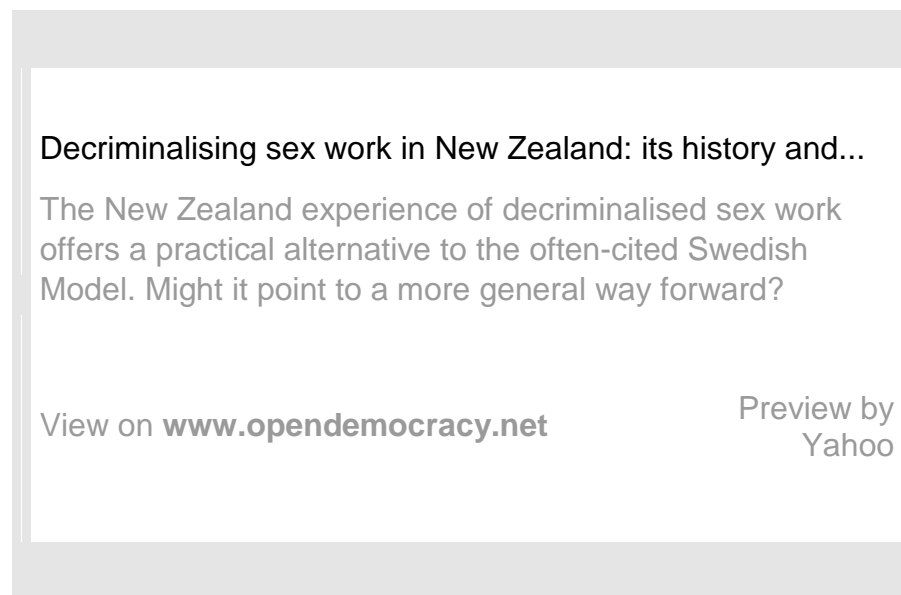 Decriminalising sex work in New Zealand: its history and...
The New Zealand experience of decriminalised sex work
offers a practical alternative to the often-cited Swedish
Model. Might it point to a more general way forward?
View on www.opendemocracy.net
Preview by
Yahoo